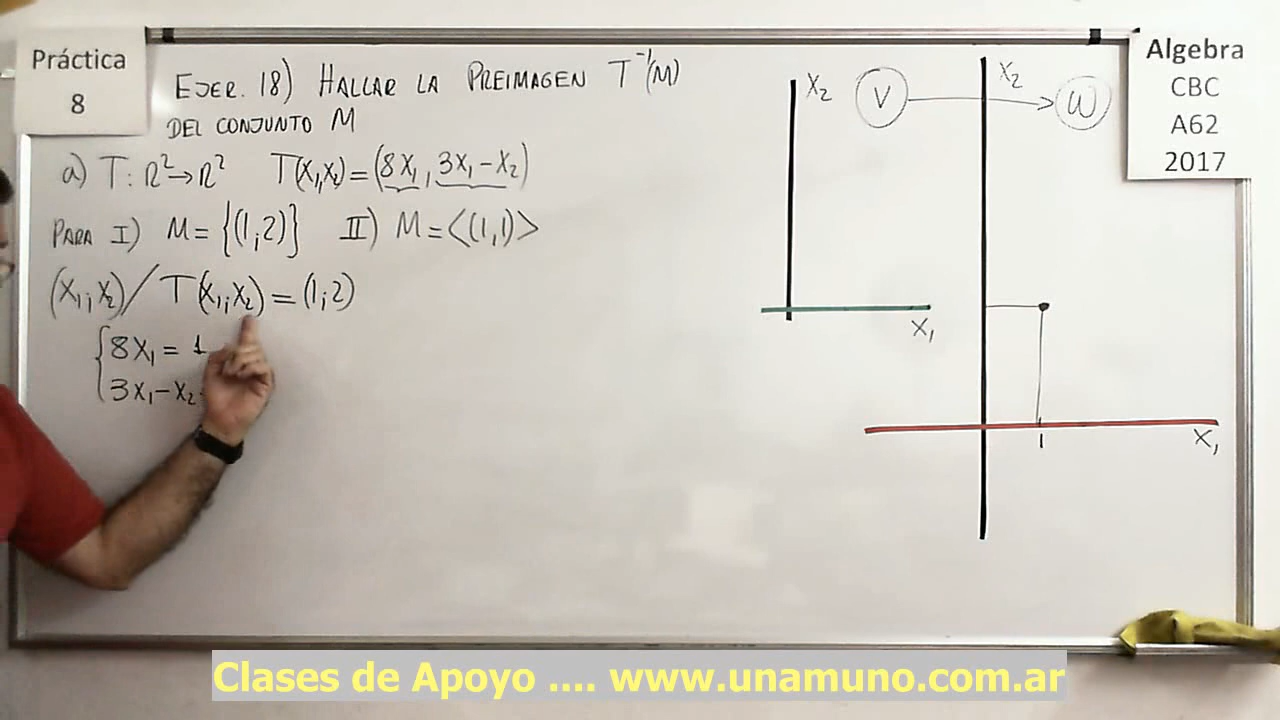 Práctica
8
EJER. 18) HALLAR LA PREIMAGEN T⁻¹(M)
DEL CONJUNTO M
a) T: R²→R² T(X₁,X₂)=(8X₁, 3X₁-X₂)
PARA I) M={(1;2)} II) M=<(1,1)>
(X₁;X₂)/T(X₁;X₂)=(1;2)
8X₁=1
3X₁-X₂
X₂
V
X₁
X₂
W
1
X₁
Algebra
CBC
A62
2017
Clases de Apoyo .... www.unamuno.com.ar